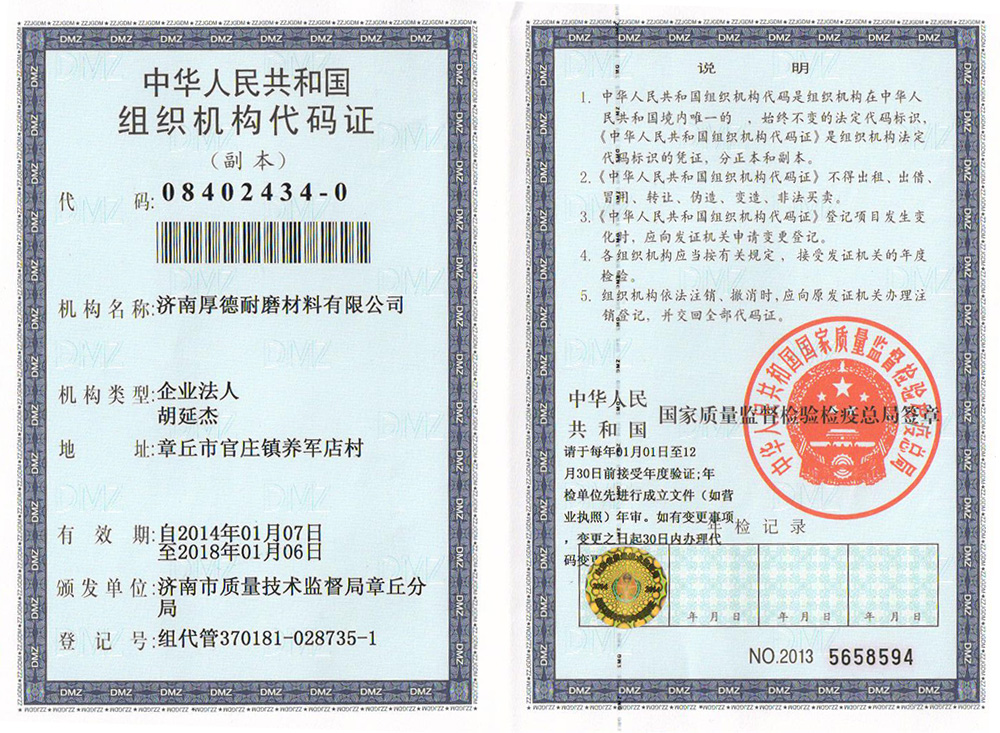 中华人民共和国
组织机构代码证
（副本）
代 码:08402434-0
机构名称:济南厚德耐磨材料有限公司
机构类型:企业法人
胡延杰
地 址:章丘市官庄镇养军店村
有 效 期:自2014年01月07日
至2018年01月06日
颁发单位:济南市质量技术监督局章丘分
局
登 记 号:组代管370181-028735-1
说 明
1. 中华人民共和国组织机构代码是组织机构在中华人
民共和国境内唯一的 、始终不变的法定代码标识，
《中华人民共和国组织机构代码证》是组织机构法定
代码标识的凭证，分正本和副本。
2.《中华人民共和国组织机构代码证》不得出租、出借、
冒用、转让、伪造、变造、非法买卖。
3.《中华人民共和国组织机构代码证》登记项目发生变
化时，应向发证机关申请变更登记。
4. 各组织机构应当按有关规定，接受发证机关的年度
检验。
5. 组织机构依法注销、撤消时，应向原发证机关办理注
销登记，并交回全部代码证。
中华人民
共和国 国家质量监督检验检疫总局签章
中华人民共和国国家质量监督检验检疫总局
请于每年01月01日至12
月30日前接受年度验证;年
检单位先进行成立文件（如营
业执照）年审。如有变更事项
，变更之日起30日内办理代
码变更
年检记录
年 月 日 年 月 日 年 月 日
NO.2013 5658594